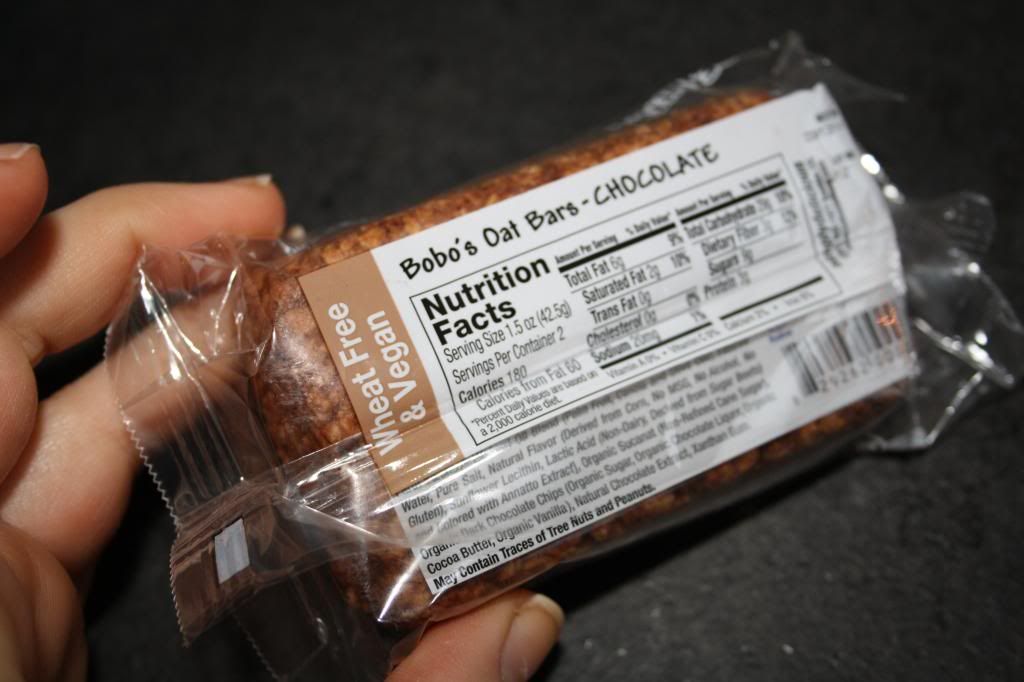 Bobo's Oat Bars - CHOCOLATE
Wheat Free
& Vegan
Nutrition
Facts
Serving Size 1.5 oz (42.5g)
Servings Per Container 2
Calories 180
Calories from Fat 60
*Percent Daily Values are based on
a 2,000 calorie diet.
Amount Per Serving % Daily Value*
Total Fat 6g 9%
Saturated Fat 2g 10%
Trans Fat 0g
Cholesterol 0g 0%
Sodium 20mg 1%
Amount Per Serving % Daily Value*
Total Carbohydrate
Dietary Fiber
Sugars
Protein
Water, Pure Salt, Natural Flavor (Derived from Corn, No MSG, No Alcohol, No
Gluten), Sunflower Lecithin, Lactic Acid (Non-Dairy, Derived from Sugar
Colored with Annatto Extract), Organic Sucanat (Non-Refined Cane Sugar),
Dark Chocolate Chips (Organic Sugar, Organic Chocolate Liquor, Organic
Cocoa Butter, Organic Vanilla), Natural Chocolate Extract, Xanthan
May Contain Traces of Tree Nuts and Peanuts.